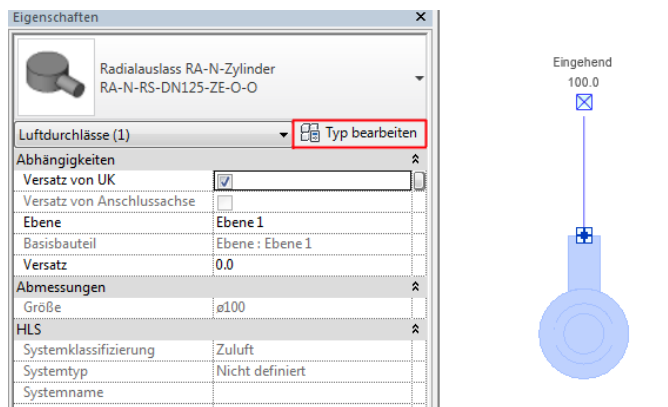 Eigenschaften
Radialauslass RA-N-Zylinder
RA-N-RS-DN125-ZE-O-O
Luftdurchlässe (1)
Typ bearbeiten
Abhängigkeiten
Versatz von UK
Versatz von Anschlussachse
Ebene Ebene 1
Basisbauteil Ebene : Ebene 1
Versatz 0.0
Abmessungen
Größe ø100
HLS
Systemklassifizierung Zuluft
Systemtyp Nicht definiert
Systemname
Eingehend
100.0